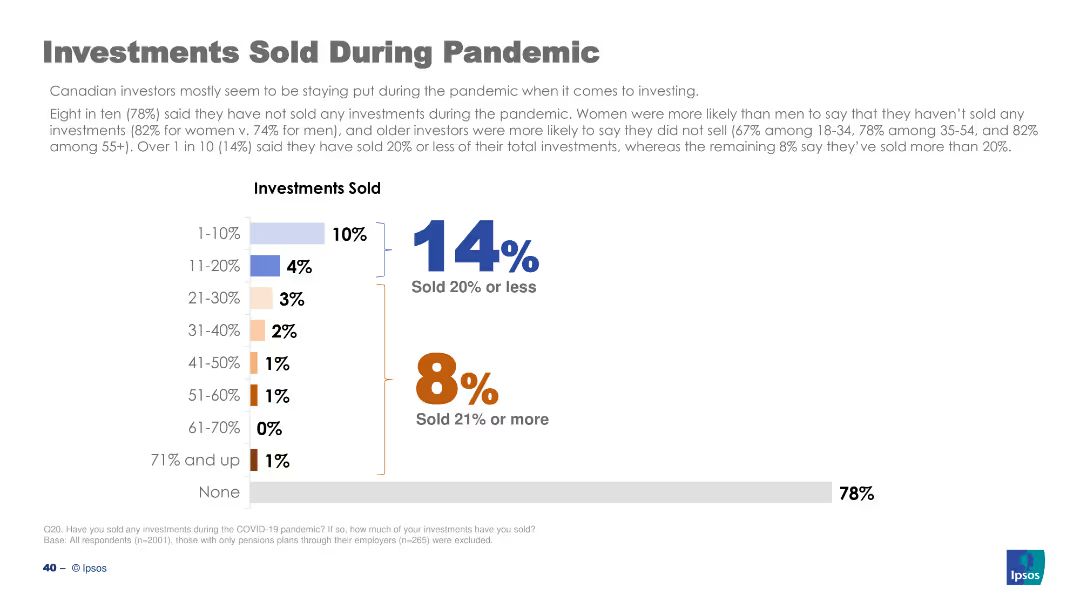 Investments Sold During Pandemic
Canadian investors mostly seem to be staying put during the pandemic when it comes to investing.
Eight in ten (78%) said they have not sold any investments during the pandemic. Women were more likely than men to say that they haven't sold any
investments (82% for women v. 74% for men), and older investors were more likely to say they did not sell (67% among 18-34, 78% among 35-54, and 82%
among 55+). Over 1 in 10 (14%) said they have sold 20% or less of their total investments, whereas the remaining 8% say they've sold more than 20%.
Investments Sold
1-10% 10%
11-20% 4%
14%
Sold 20% or less
21-30% 3%
31-40% 2%
41-50% 1%
51-60% 1%
61-70% 0%
71% and up 1%
8%
Sold 21% or more
None 78%
Q20. Have you sold any investments during the COVID-19 pandemic? If so, how much of your investments have you sold?
Base: All respondents (n=2001), those with only pensions plans through their employers (n=265) were excluded.
40 – © Ipsos
Ipsos